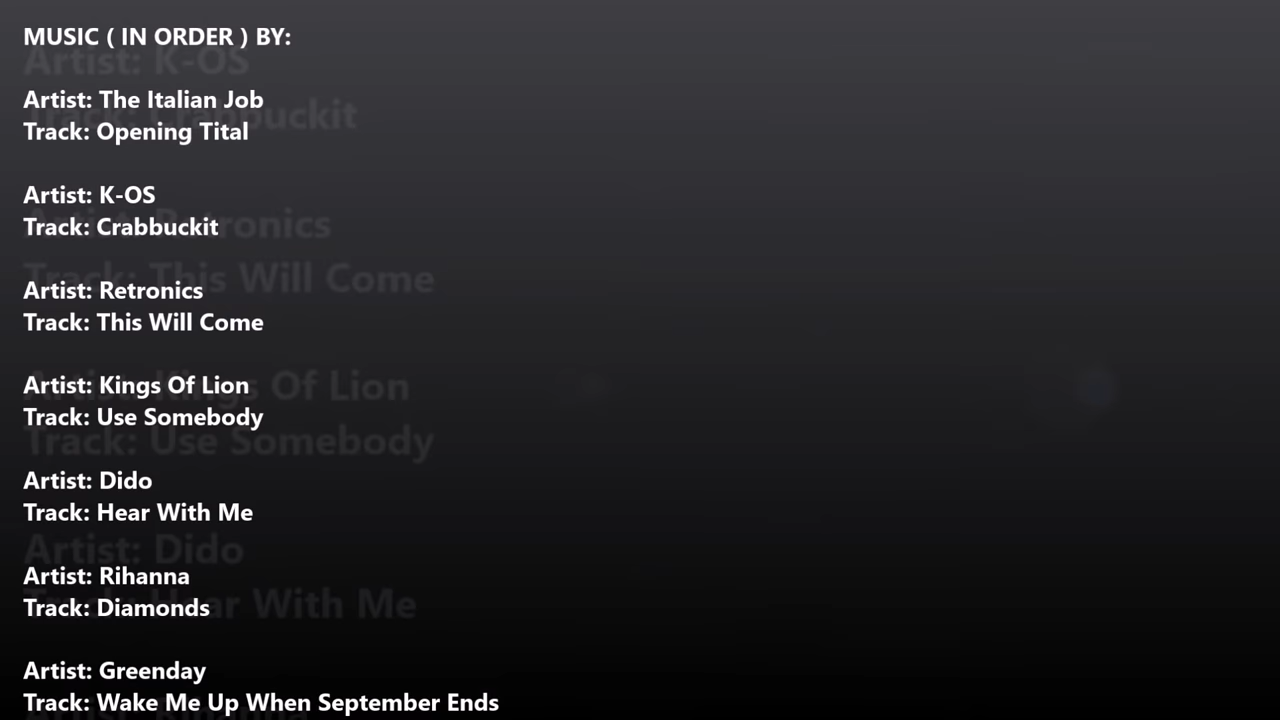 MUSIC ( IN ORDER ) BY:
Artist: The Italian Job
Track: Opening Tital
Artist: K-OS
Track: Crabbuckit
Artist: Retronics
Track: This Will Come
Artist: Kings Of Lion
Track: Use Somebody
Artist: Dido
Track: Hear With Me
Artist: Rihanna
Track: Diamonds
Artist: Greenday
Track: Wake Me Up When September Ends